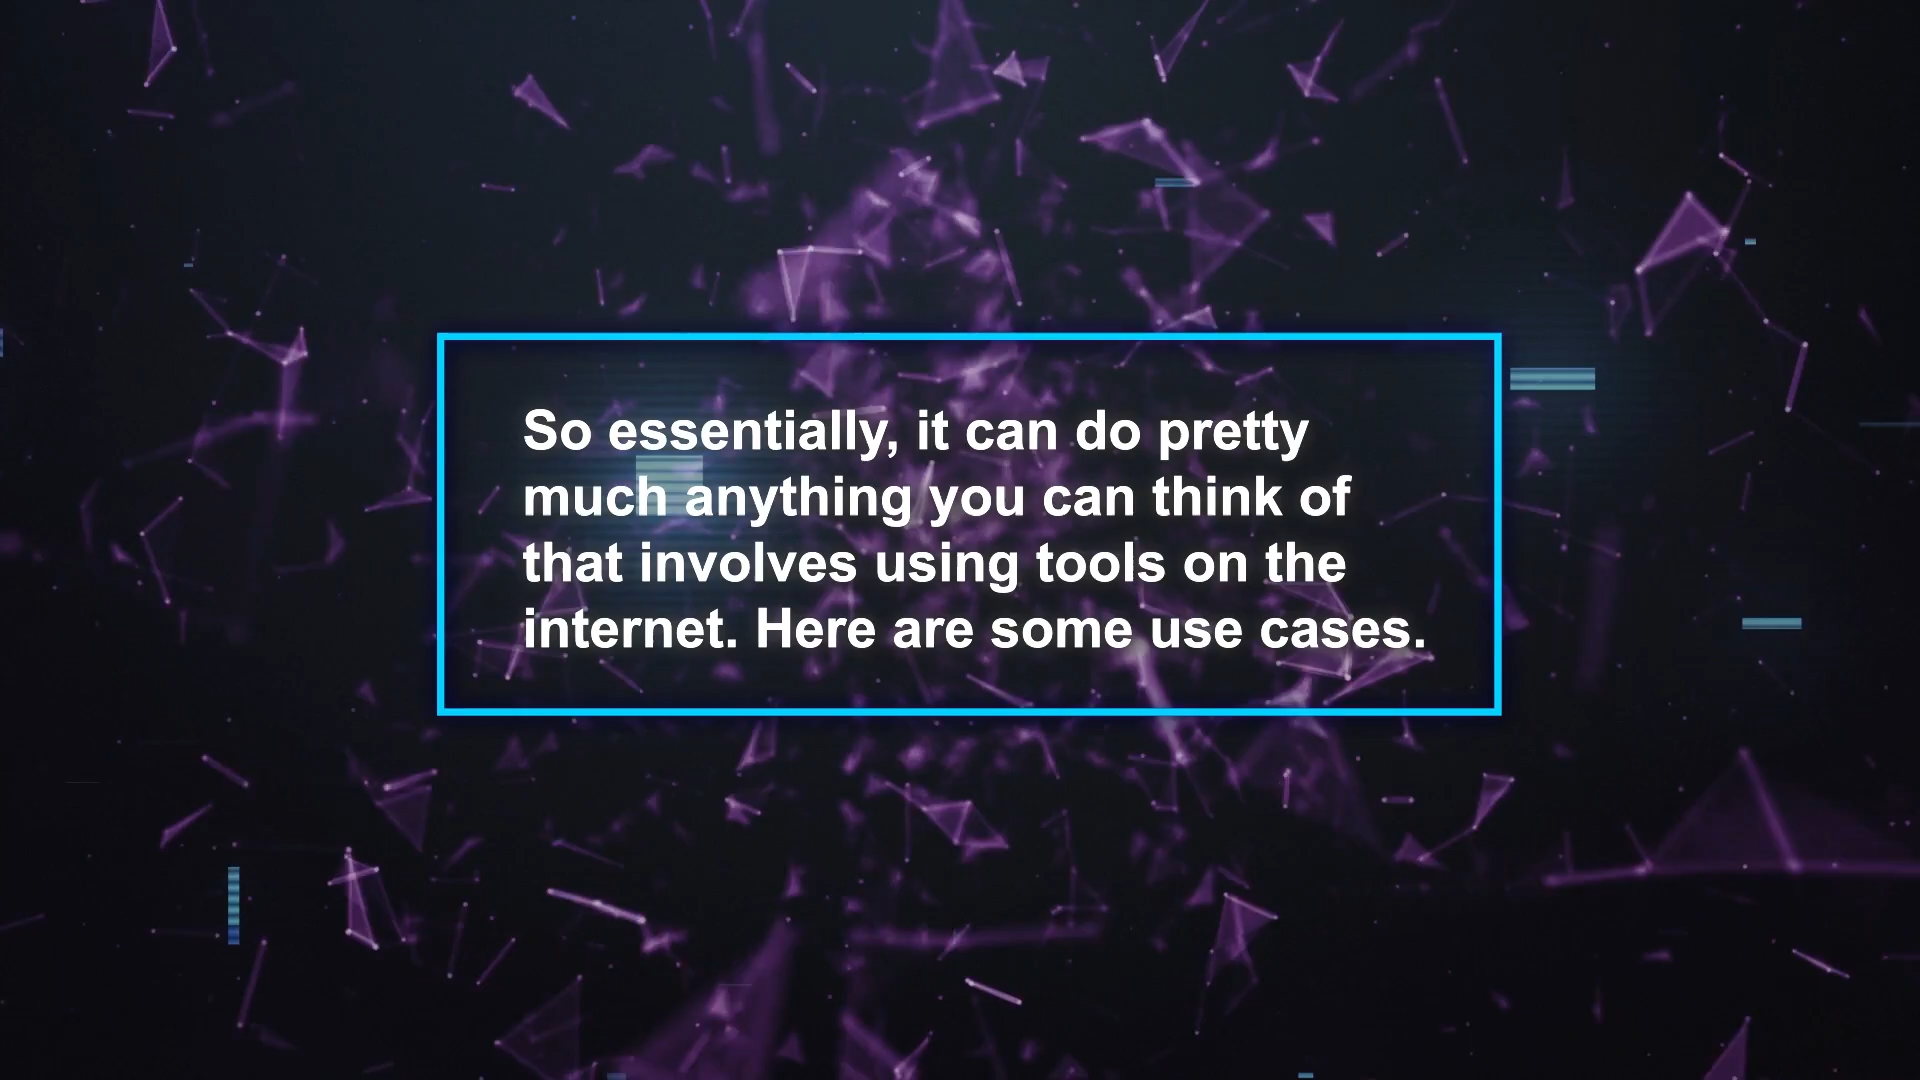 So essentially, it can do pretty
much anything you can think of
that involves using tools on the
internet. Here are some use cases.